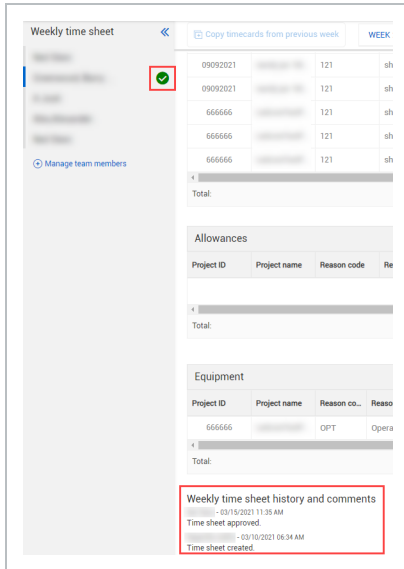 Weekly time sheet
Copy timecards from previous week WEEK
09092021 121 sh
09092021 121 sh
666666 121 sh
666666 121 sh
666666 121 sh
Total:
Manage team members
Allowances
Project ID Project name Reason code Re
Total:
Equipment
Project ID Project name Reason co... Reaso
666666 OPT Opera
Total:
Weekly time sheet history and comments
- 03/15/2021 11:35 AM
Time sheet approved.
- 03/10/2021 06:34 AM
Time sheet created.